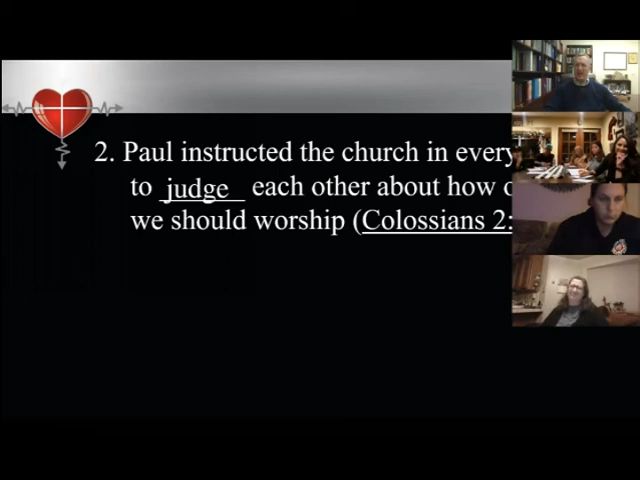 2. Paul instructed the church in every
to judge each other about how
we should worship (Colossians 2: